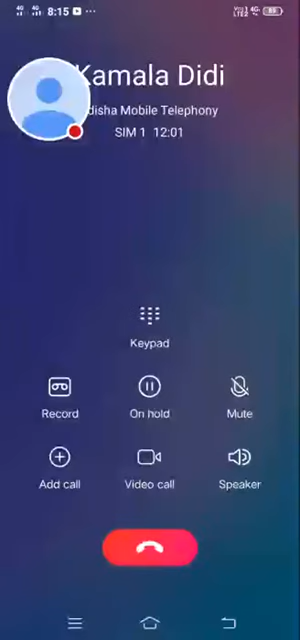 8:15
Kamala Didi
disha Mobile Telephony
SIM 1 12:01
Keypad
Record On hold Mute
Add call Video call Speaker